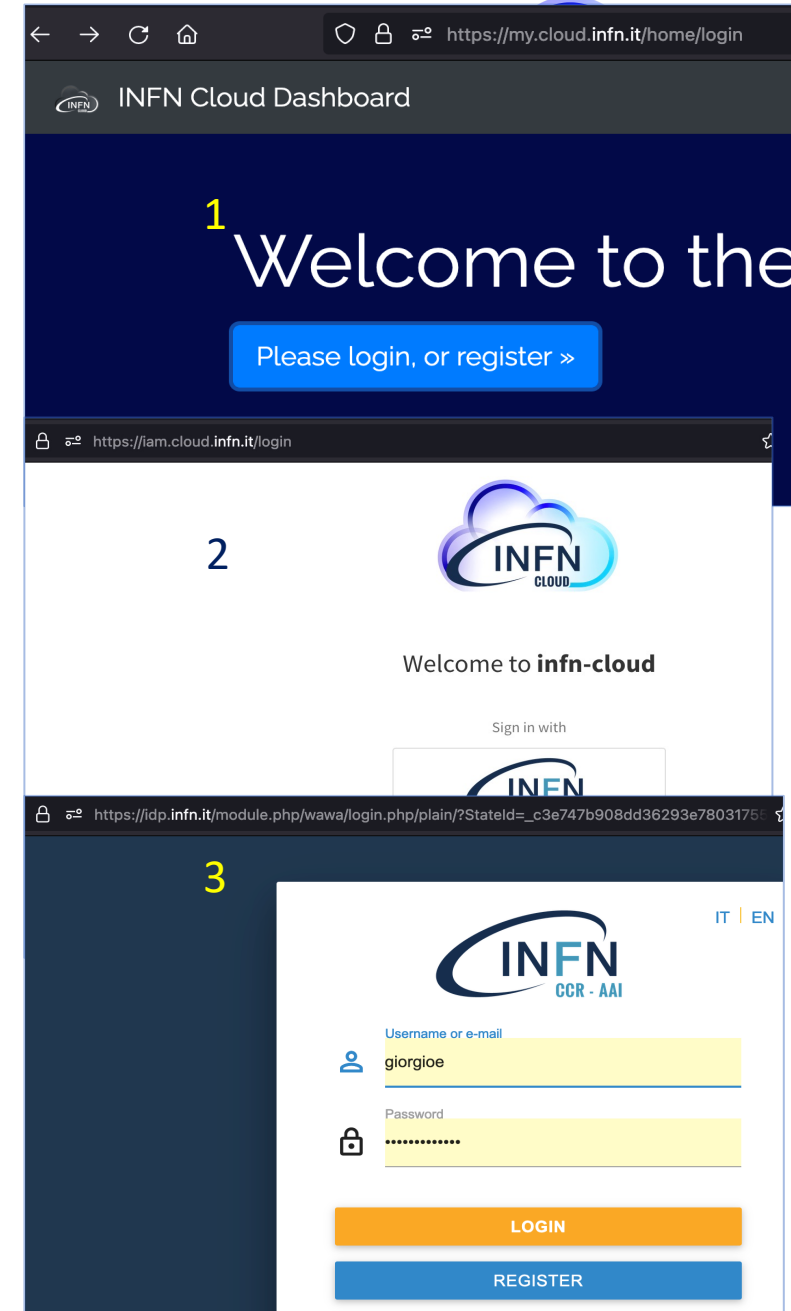 https://my.cloud.infn.it/home/login
INFN
INFN Cloud Dashboard
1
Welcome to the
Please login, or register »
https://iam.cloud.infn.it/login
2
INFN
CLOUD
Welcome to infn-cloud
Sign in with
INFN
https://idp.infn.it/module.php/wawa/login.php/plain/?StateId=_c3e747b908dd36293e7803175
3
IT | EN
INFN
CCR - AAI
Username or e-mail
giorgioe
Password
•••••••••••••
LOGIN
REGISTER